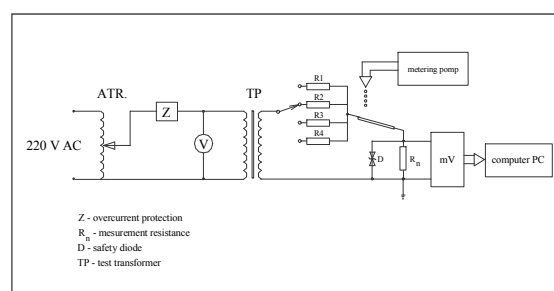 ATR.
TP
R1
R2
R3
R4
metering pomp
220 V AC
Z
V
D
Rn
mV
computer PC
Z - overcurrent protection
Rn - mesurement resistance
D - safety diode
TP - test transformer